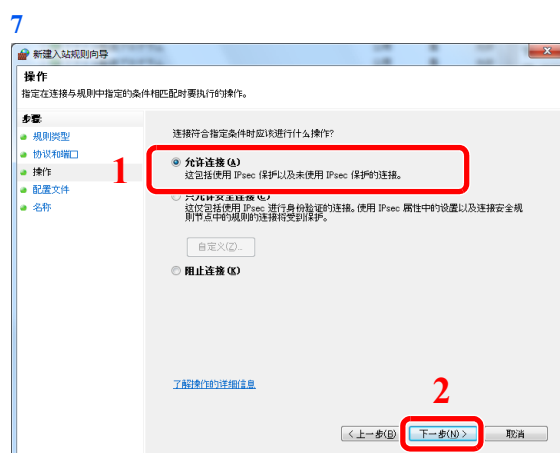 7
新建入站规则向导
操作
指定在连接与规则中指定的条件相匹配时要执行的操作。
步骤:
规则类型
协议和端口
操作
配置文件
名称
连接符合指定条件时应该进行什么操作?
1
允许连接(A)
这包括使用 IPsec 保护以及未使用 IPsec 保护的连接。
只允许安全连接(C)
这仅包括使用 IPsec 进行身份验证的连接。使用 IPsec 属性中的设置以及连接安全规
则节点中的规则的连接将受到保护。
自定义(Z)...
阻止连接(K)
了解操作的详细信息
2
< 上一步(B)
下一步(N) >
取消